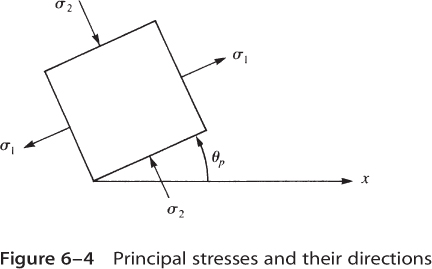 σ₂
σ₁
σ₁
θₚ
x
σ₂
Figure 6–4 Principal stresses and their directions